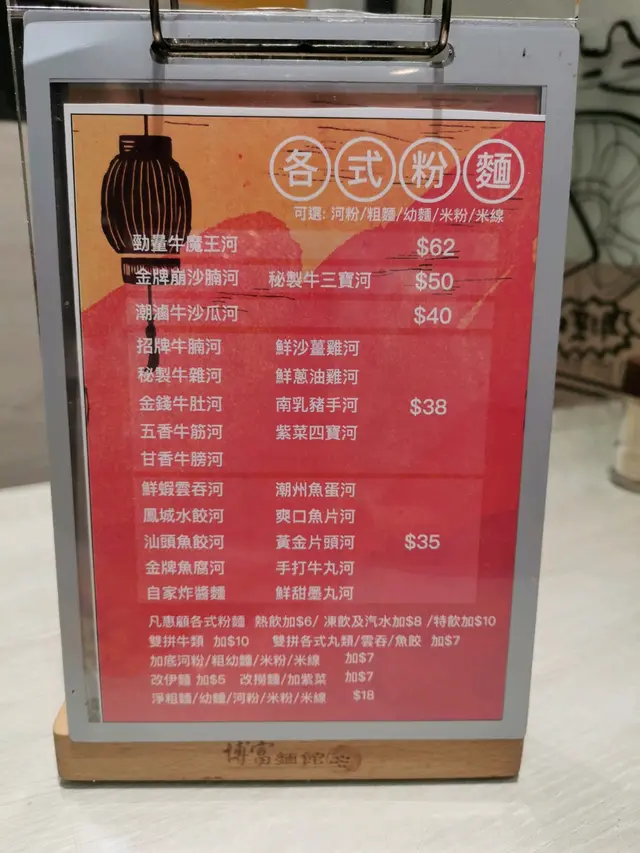 各式粉麵
可選: 河粉/粗麵/幼麵/米粉/米線
勁量牛魔王河 $62
金牌崩沙腩河 秘製牛三寶河 $50
潮滷牛沙瓜河 $40
招牌牛腩河 鮮沙薑雞河
秘製牛雜河 鮮蔥油雞河
金錢牛肚河 南乳豬手河 $38
五香牛筋河 紫菜四寶河
甘香牛膀河
鮮蝦雲吞河 潮州魚蛋河
鳳城水餃河 爽口魚片河
汕頭魚餃河 黃金片頭河 $35
金牌魚腐河 手打牛丸河
自家炸醬麵 鮮甜墨丸河
凡惠顧各式粉麵 熱飲加$6/ 凍飲及汽水加$8 /特飲加$10
雙拼牛類 加$10 雙拼各式丸類/雲吞/魚餃 加$7
加底河粉/粗幼麵/米粉/米線 加$7
改伊麵 加$5 改撈麵/加紫菜 加$7
淨粗麵/幼麵/河粉/米粉/米線 $18
博富麵館